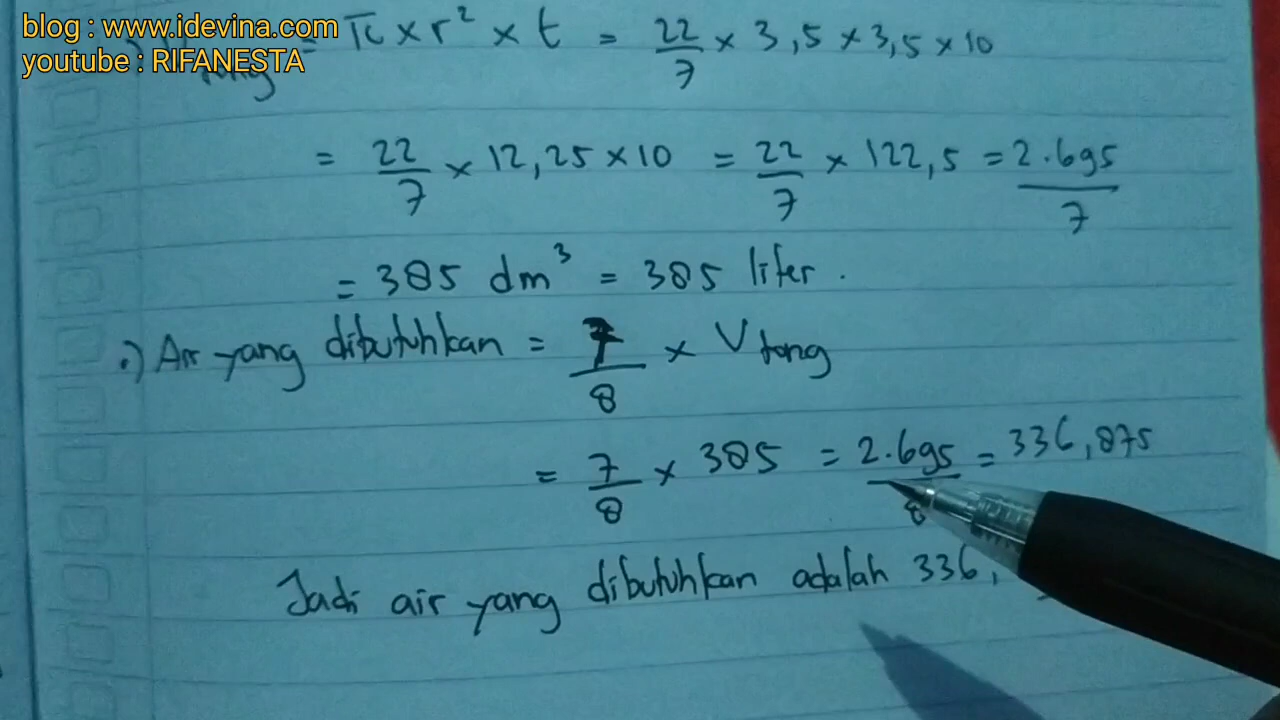 blog : www.idevina.com
youtube : RIFANESTA
= π × r² × t = 22/7 × 3,5 × 3,5 × 10
= 22/7 × 12,25 × 10 = 22/7 × 122,5 = 2.695/7
= 385 dm³ = 385 liter .
•) Air yang dibutuhkan = 7/8 × V tong
= 7/8 × 385 = 2.695/8 = 336,875
Jadi air yang dibutuhkan adalah 336,